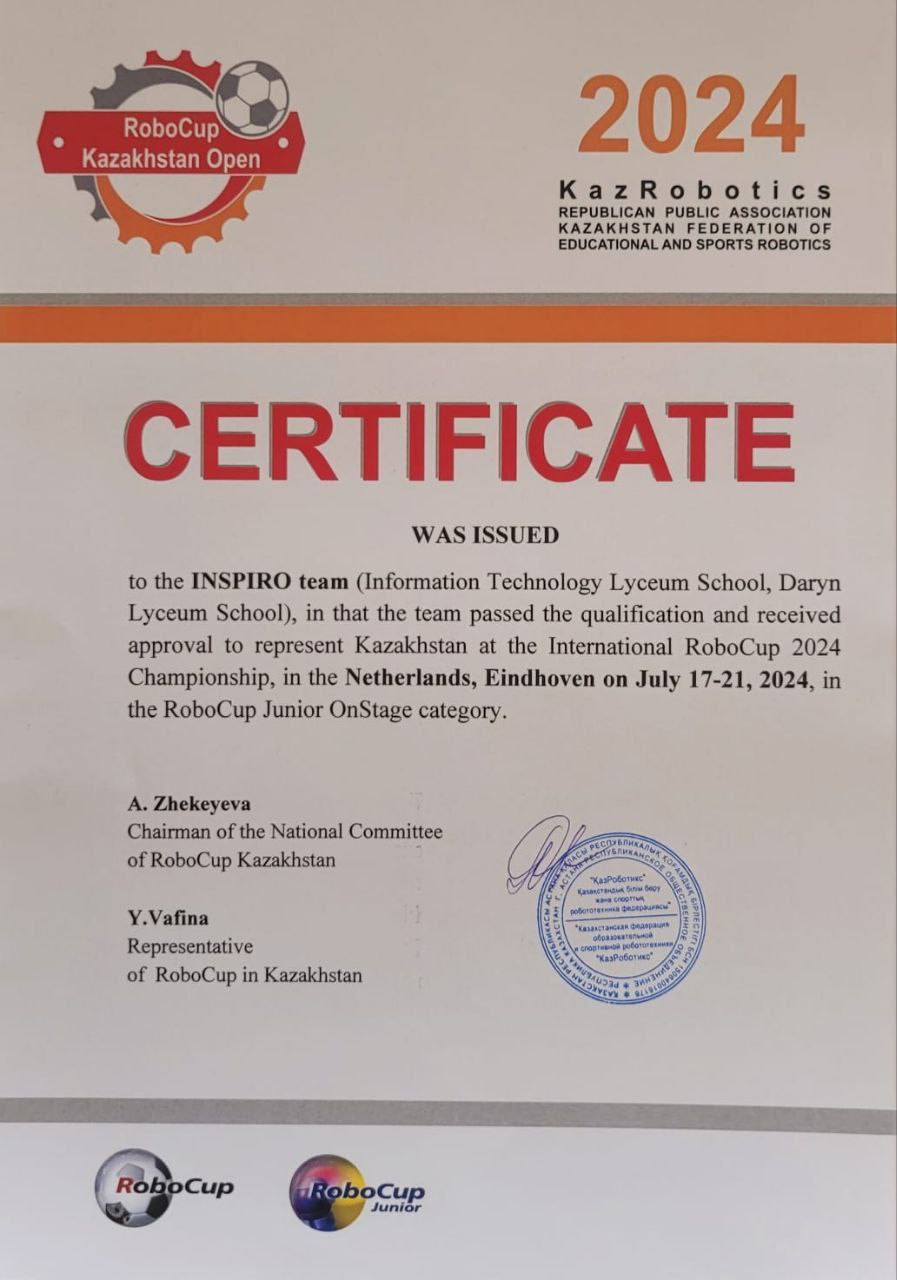 RoboCup
Kazakhstan Open
2024
KazRobotics
REPUBLICAN PUBLIC ASSOCIATION
KAZAKHSTAN FEDERATION OF
EDUCATIONAL AND SPORTS ROBOTICS
CERTIFICATE
WAS ISSUED
to the INSPIRO team (Information Technology Lyceum School, Daryn
Lyceum School), in that the team passed the qualification and received
approval to represent Kazakhstan at the International RoboCup 2024
Championship, in the Netherlands, Eindhoven on July 17-21, 2024, in
the RoboCup Junior OnStage category.
A. Zhekeyeva
Chairman of the National Committee
of RoboCup Kazakhstan
Y.Vafina
Representative
of RoboCup in Kazakhstan
"ҚазРоботикс"
Қазақстандық білім беру
және спорттық
робототехника федерациясы"
"Казахстанская федерация
образовательной
и спортивной робототехники
"КазРоботикс"
RoboCup
RoboCup
Junior